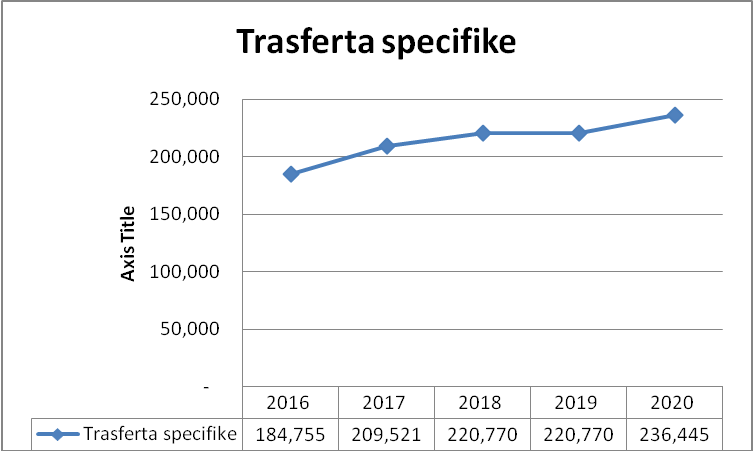 Trasferta specifike
250,000
200,000
150,000
100,000
50,000
-
Axis Title
2016 2017 2018 2019 2020
Trasferta specifike 184,755 209,521 220,770 220,770 236,445